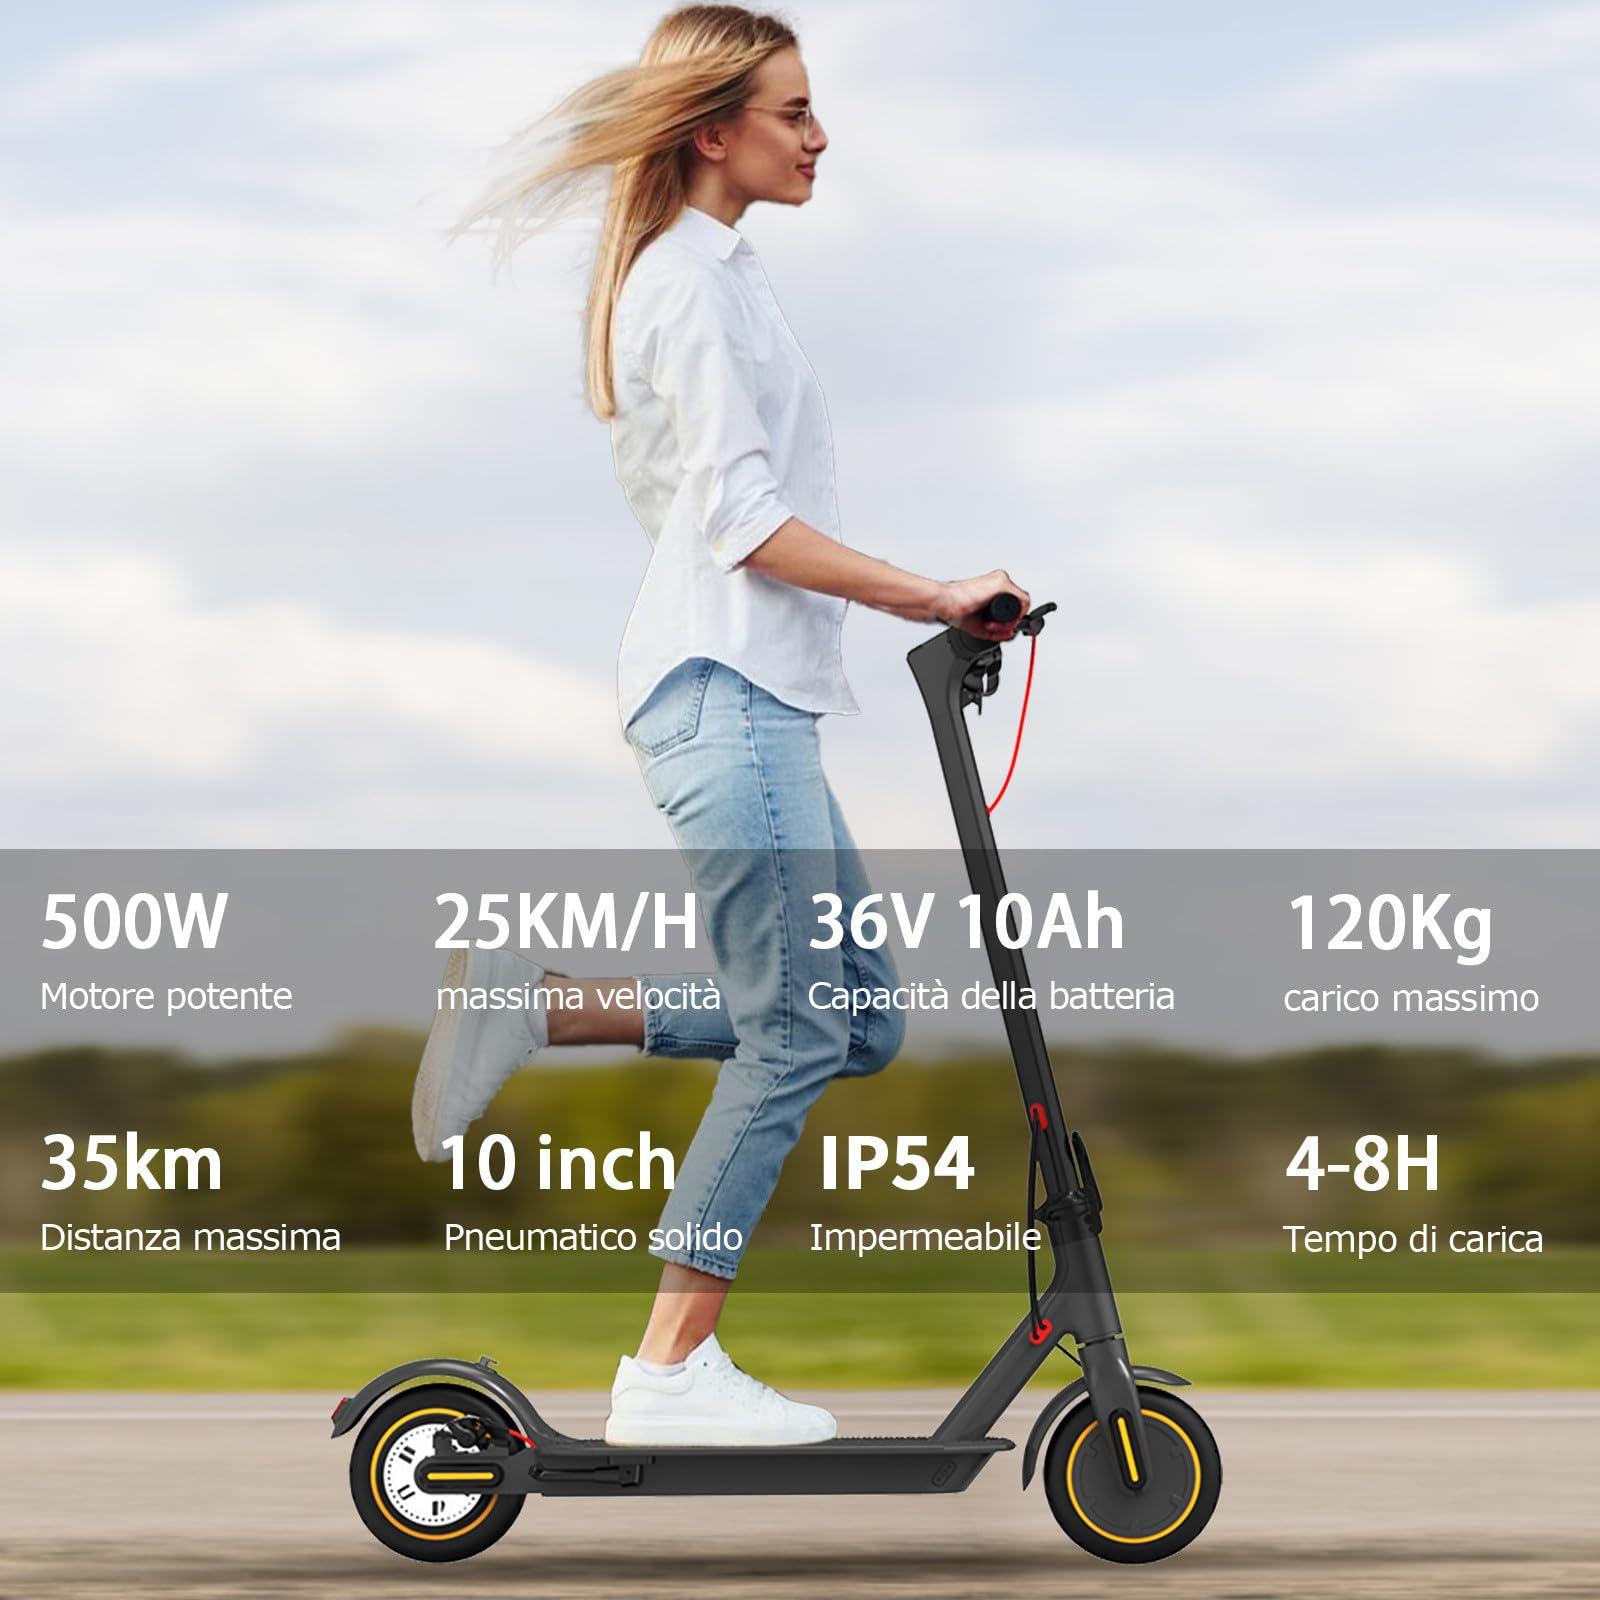 500W
Motore potente
25KM/H
massima velocità
36V 10Ah
Capacità della batteria
120Kg
carico massimo
35km
Distanza massima
10 inch
Pneumatico solido
IP54
Impermeabile
4-8H
Tempo di carica